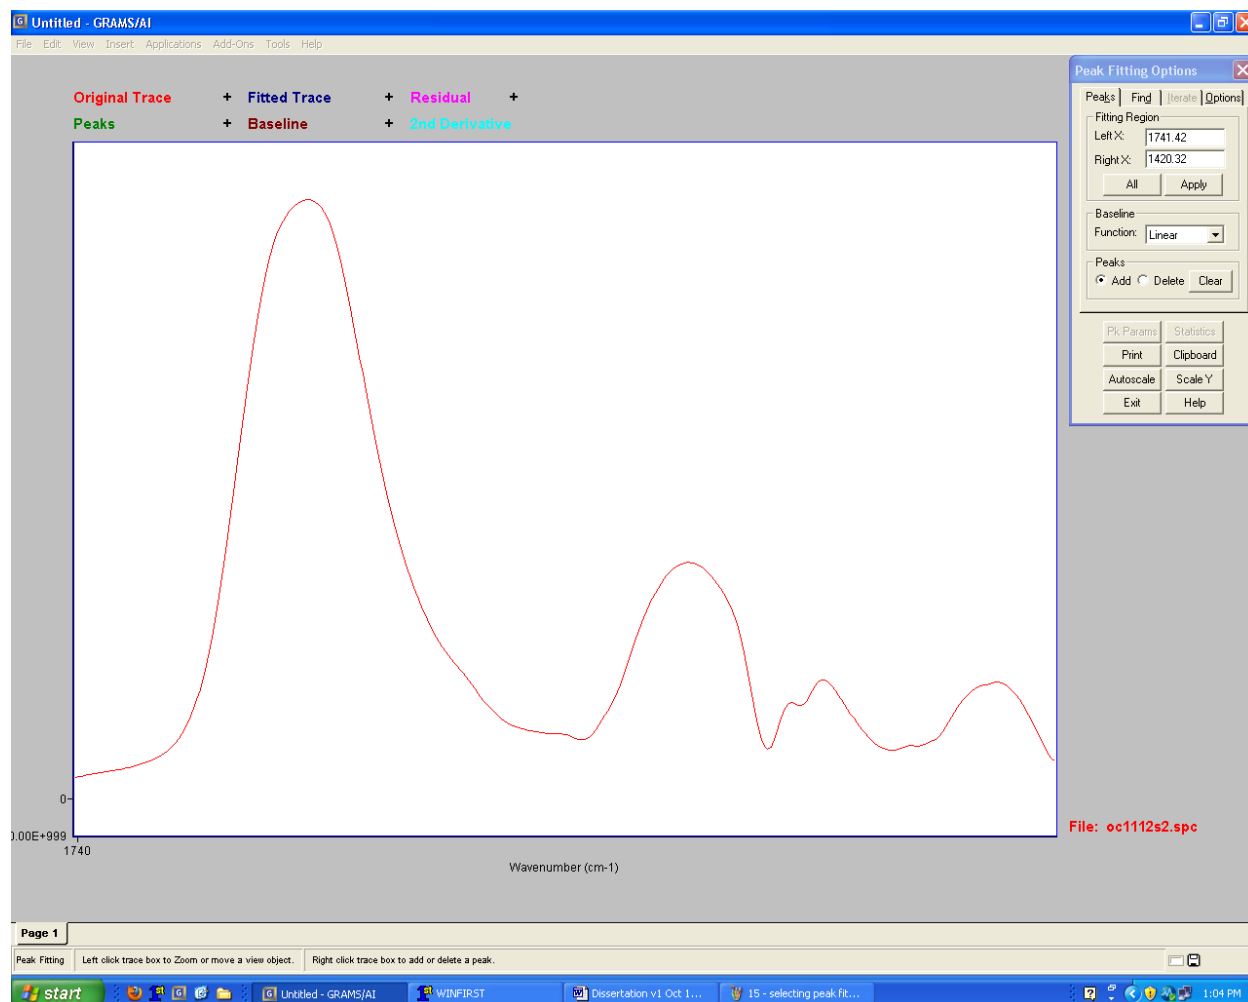 Untitled - GRAMS/AI
File Edit View Insert Applications Add-Ons Tools Help
Original Trace + Fitted Trace + Residual +
Peaks + Baseline + 2nd Derivative
0
0.00E+999
1740
Wavenumber (cm-1)
File: oc1112s2.spc
Peak Fitting Options
Peaks Find Iterate Options
Fitting Region
Left X: 1741.42
Right X: 1420.32
All Apply
Baseline
Function: Linear
Peaks
Add Delete Clear
Pk Params Statistics
Print Clipboard
Autoscale Scale Y
Exit Help
Page 1
Peak Fitting Left click trace box to Zoom or move a view object. Right click trace box to add or delete a peak.
start Untitled - GRAMS/AI WINFIRST Dissertation v1 Oct 1... 15 - selecting peak fit... 1:04 PM